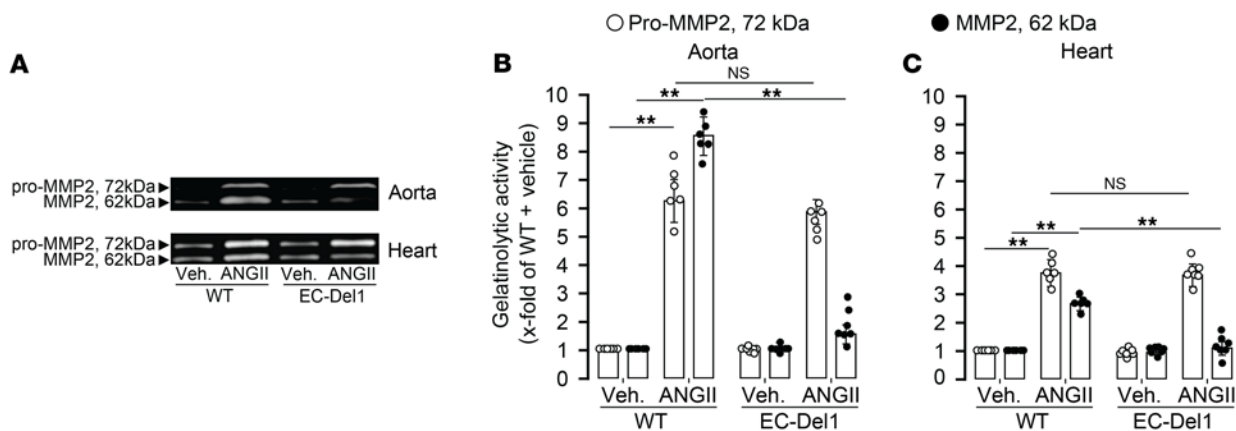 ○ Pro-MMP2, 72 kDa ● MMP2, 62 kDa
A
pro-MMP2, 72kDa▶
MMP2, 62kDa▶
Aorta
pro-MMP2, 72kDa▶
MMP2, 62kDa▶
Heart
Veh. ANGII Veh. ANGII
WT EC-Del1
B
Aorta
NS
** **
**
Gelatinolytic activity
(x-fold of WT + vehicle)
10
9
8
7
6
5
4
3
2
1
0
Veh. ANGII Veh. ANGII
WT EC-Del1
C
Heart
NS
** **
**
10
9
8
7
6
5
4
3
2
1
0
Veh. ANGII Veh. ANGII
WT EC-Del1